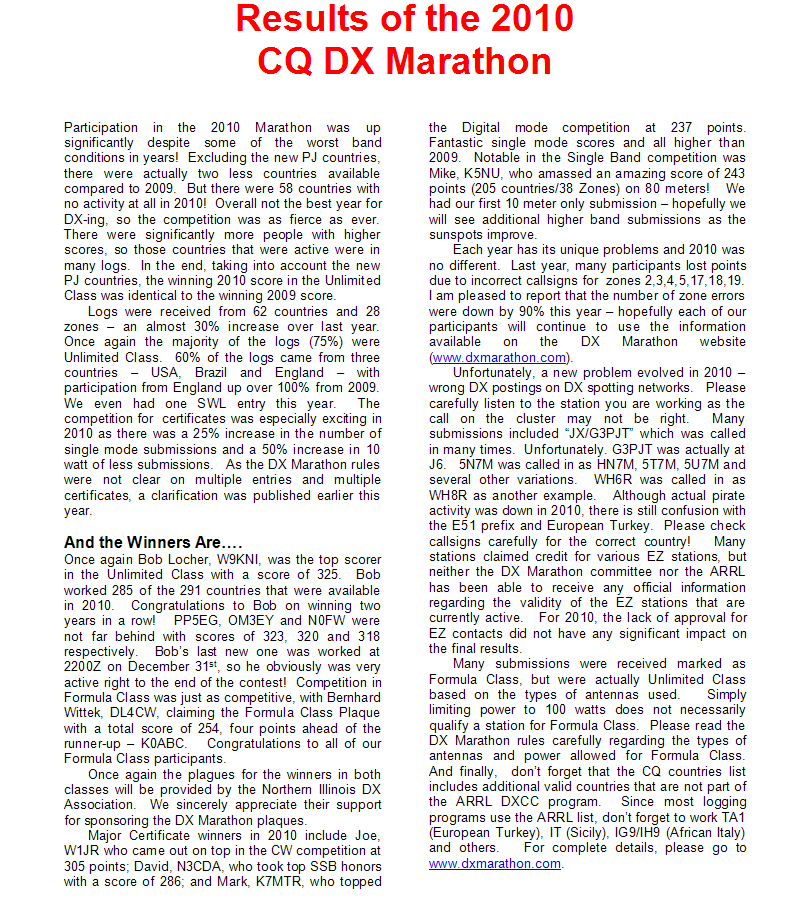 Results of the 2010
CQ DX Marathon
Participation in the 2010 Marathon was up
significantly despite some of the worst band
conditions in years! Excluding the new PJ countries,
there were actually two less countries available
compared to 2009. But there were 58 countries with
no activity at all in 2010! Overall not the best year for
DX-ing, so the competition was as fierce as ever.
There were significantly more people with higher
scores, so those countries that were active were in
many logs. In the end, taking into account the new
PJ countries, the winning 2010 score in the Unlimited
Class was identical to the winning 2009 score.
Logs were received from 62 countries and 28
zones – an almost 30% increase over last year.
Once again the majority of the logs (75%) were
Unlimited Class. 60% of the logs came from three
countries – USA, Brazil and England – with
participation from England up over 100% from 2009.
We even had one SWL entry this year. The
competition for certificates was especially exciting in
2010 as there was a 25% increase in the number of
single mode submissions and a 50% increase in 10
watt of less submissions. As the DX Marathon rules
were not clear on multiple entries and multiple
certificates, a clarification was published earlier this
year.
And the Winners Are….
Once again Bob Locher, W9KNI, was the top scorer
in the Unlimited Class with a score of 325. Bob
worked 285 of the 291 countries that were available
in 2010. Congratulations to Bob on winning two
years in a row! PP5EG, OM3EY and N0FW were
not far behind with scores of 323, 320 and 318
respectively. Bob's last new one was worked at
2200Z on December 31st, so he obviously was very
active right to the end of the contest! Competition in
Formula Class was just as competitive, with Bernhard
Wittek, DL4CW, claiming the Formula Class Plaque
with a total score of 254, four points ahead of the
runner-up – K0ABC. Congratulations to all of our
Formula Class participants.
Once again the plagues for the winners in both
classes will be provided by the Northern Illinois DX
Association. We sincerely appreciate their support
for sponsoring the DX Marathon plaques.
Major Certificate winners in 2010 include Joe,
W1JR who came out on top in the CW competition at
305 points; David, N3CDA, who took top SSB honors
with a score of 286; and Mark, K7MTR, who topped
the Digital mode competition at 237 points.
Fantastic single mode scores and all higher than
2009. Notable in the Single Band competition was
Mike, K5NU, who amassed an amazing score of 243
points (205 countries/38 Zones) on 80 meters! We
had our first 10 meter only submission – hopefully we
will see additional higher band submissions as the
sunspots improve.
Each year has its unique problems and 2010 was
no different. Last year, many participants lost points
due to incorrect callsigns for zones 2,3,4,5,17,18,19.
I am pleased to report that the number of zone errors
were down by 90% this year – hopefully each of our
participants will continue to use the information
available on the DX Marathon website
(www.dxmarathon.com).
Unfortunately, a new problem evolved in 2010 –
wrong DX postings on DX spotting networks. Please
carefully listen to the station you are working as the
call on the cluster may not be right. Many
submissions included “JX/G3PJT” which was called
in many times. Unfortunately. G3PJT was actually at
J6. 5N7M was called in as HN7M, 5T7M, 5U7M and
several other variations. WH6R was called in as
WH8R as another example. Although actual pirate
activity was down in 2010, there is still confusion with
the E51 prefix and European Turkey. Please check
callsigns carefully for the correct country! Many
stations claimed credit for various EZ stations, but
neither the DX Marathon committee nor the ARRL
has been able to receive any official information
regarding the validity of the EZ stations that are
currently active. For 2010, the lack of approval for
EZ contacts did not have any significant impact on
the final results.
Many submissions were received marked as
Formula Class, but were actually Unlimited Class
based on the types of antennas used. Simply
limiting power to 100 watts does not necessarily
qualify a station for Formula Class. Please read the
DX Marathon rules carefully regarding the types of
antennas and power allowed for Formula Class.
And finally, don't forget that the CQ countries list
includes additional valid countries that are not part of
the ARRL DXCC program. Since most logging
programs use the ARRL list, don't forget to work TA1
(European Turkey), IT (Sicily), IG9/IH9 (African Italy)
and others. For complete details, please go to
www.dxmarathon.com.